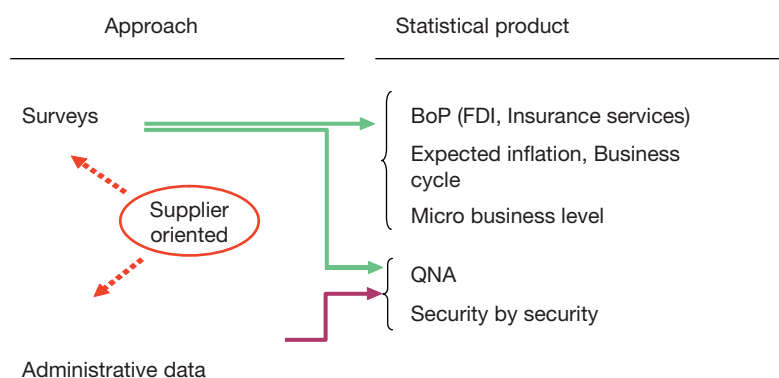 Approach
Statistical product
Surveys
BoP (FDI, Insurance services)
Expected inflation, Business
cycle
Micro business level
Supplier
oriented
QNA
Security by security
Administrative data